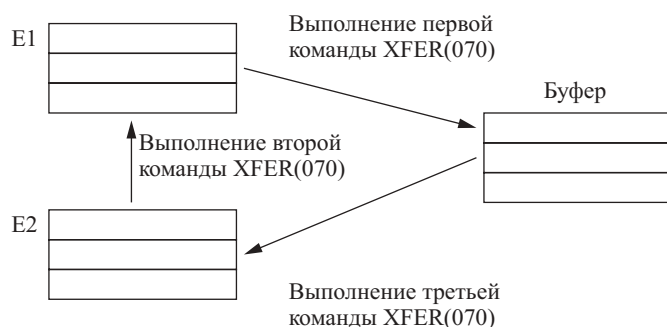 E1
Выполнение первой
команды XFER(070)
Буфер
Выполнение второй
команды XFER(070)
E2
Выполнение третьей
команды XFER(070)